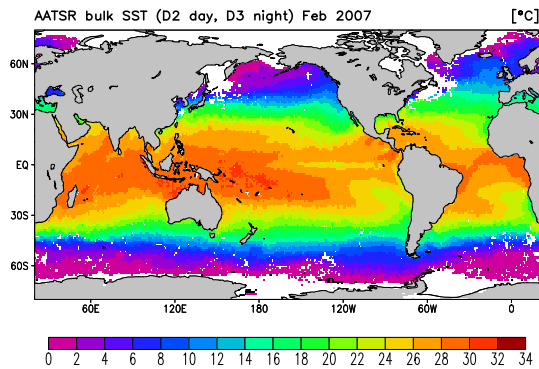 AATSR bulk SST (D2 day, D3 night) Feb 2007 [°C]
60N
30N
EQ
30S
60S
60E 120E 180 120W 60W 0
0 2 4 6 8 10 12 14 16 18 20 22 24 26 28 30 32 34